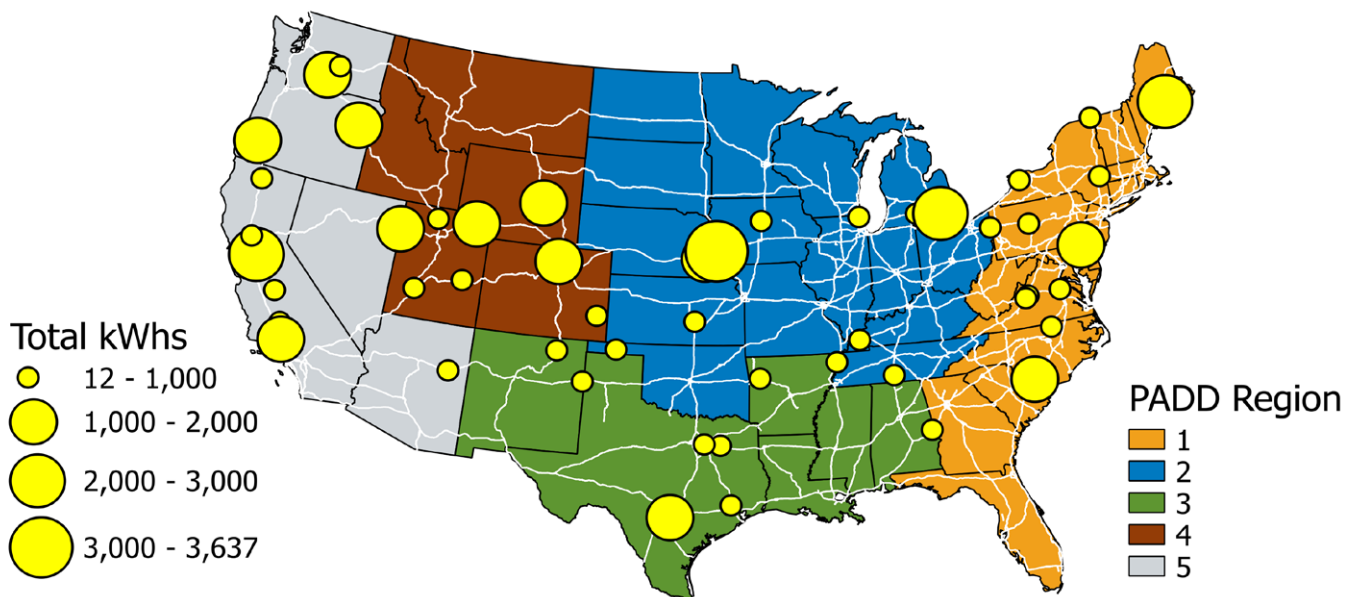 Total kWhs
12 - 1,000
1,000 - 2,000
2,000 - 3,000
3,000 - 3,637
PADD Region
1
2
3
4
5